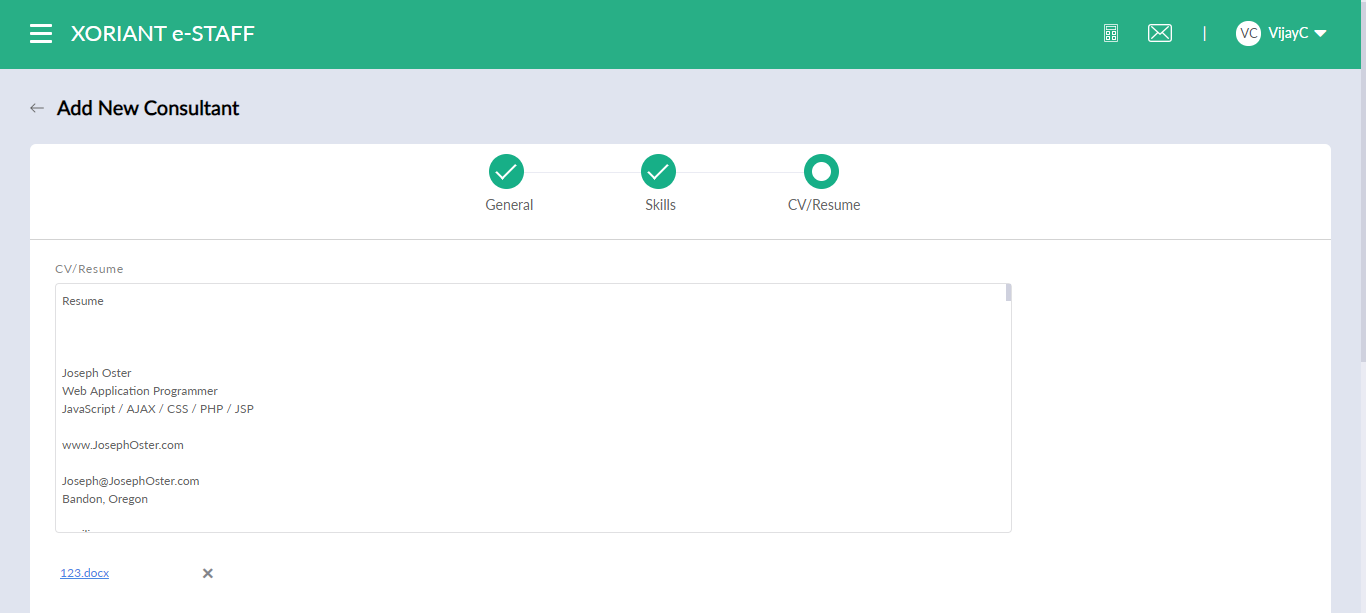 XORIANT e-STAFF
|
VC VijayC
Add New Consultant
General Skills CV/Resume
CV/Resume
Resume
Joseph Oster
Web Application Programmer
JavaScript / AJAX / CSS / PHP / JSP
www.JosephOster.com
Joseph@JosephOster.com
Bandon, Oregon
123.docx